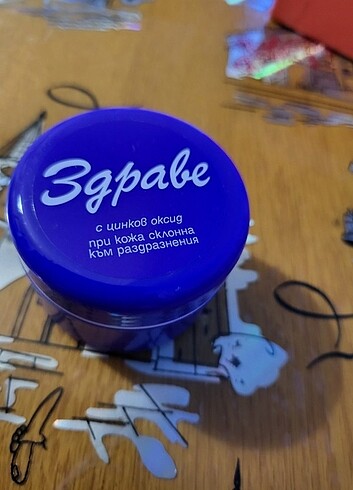 Здраве
с цинков оксид
при кожа склонна
към раздразнения